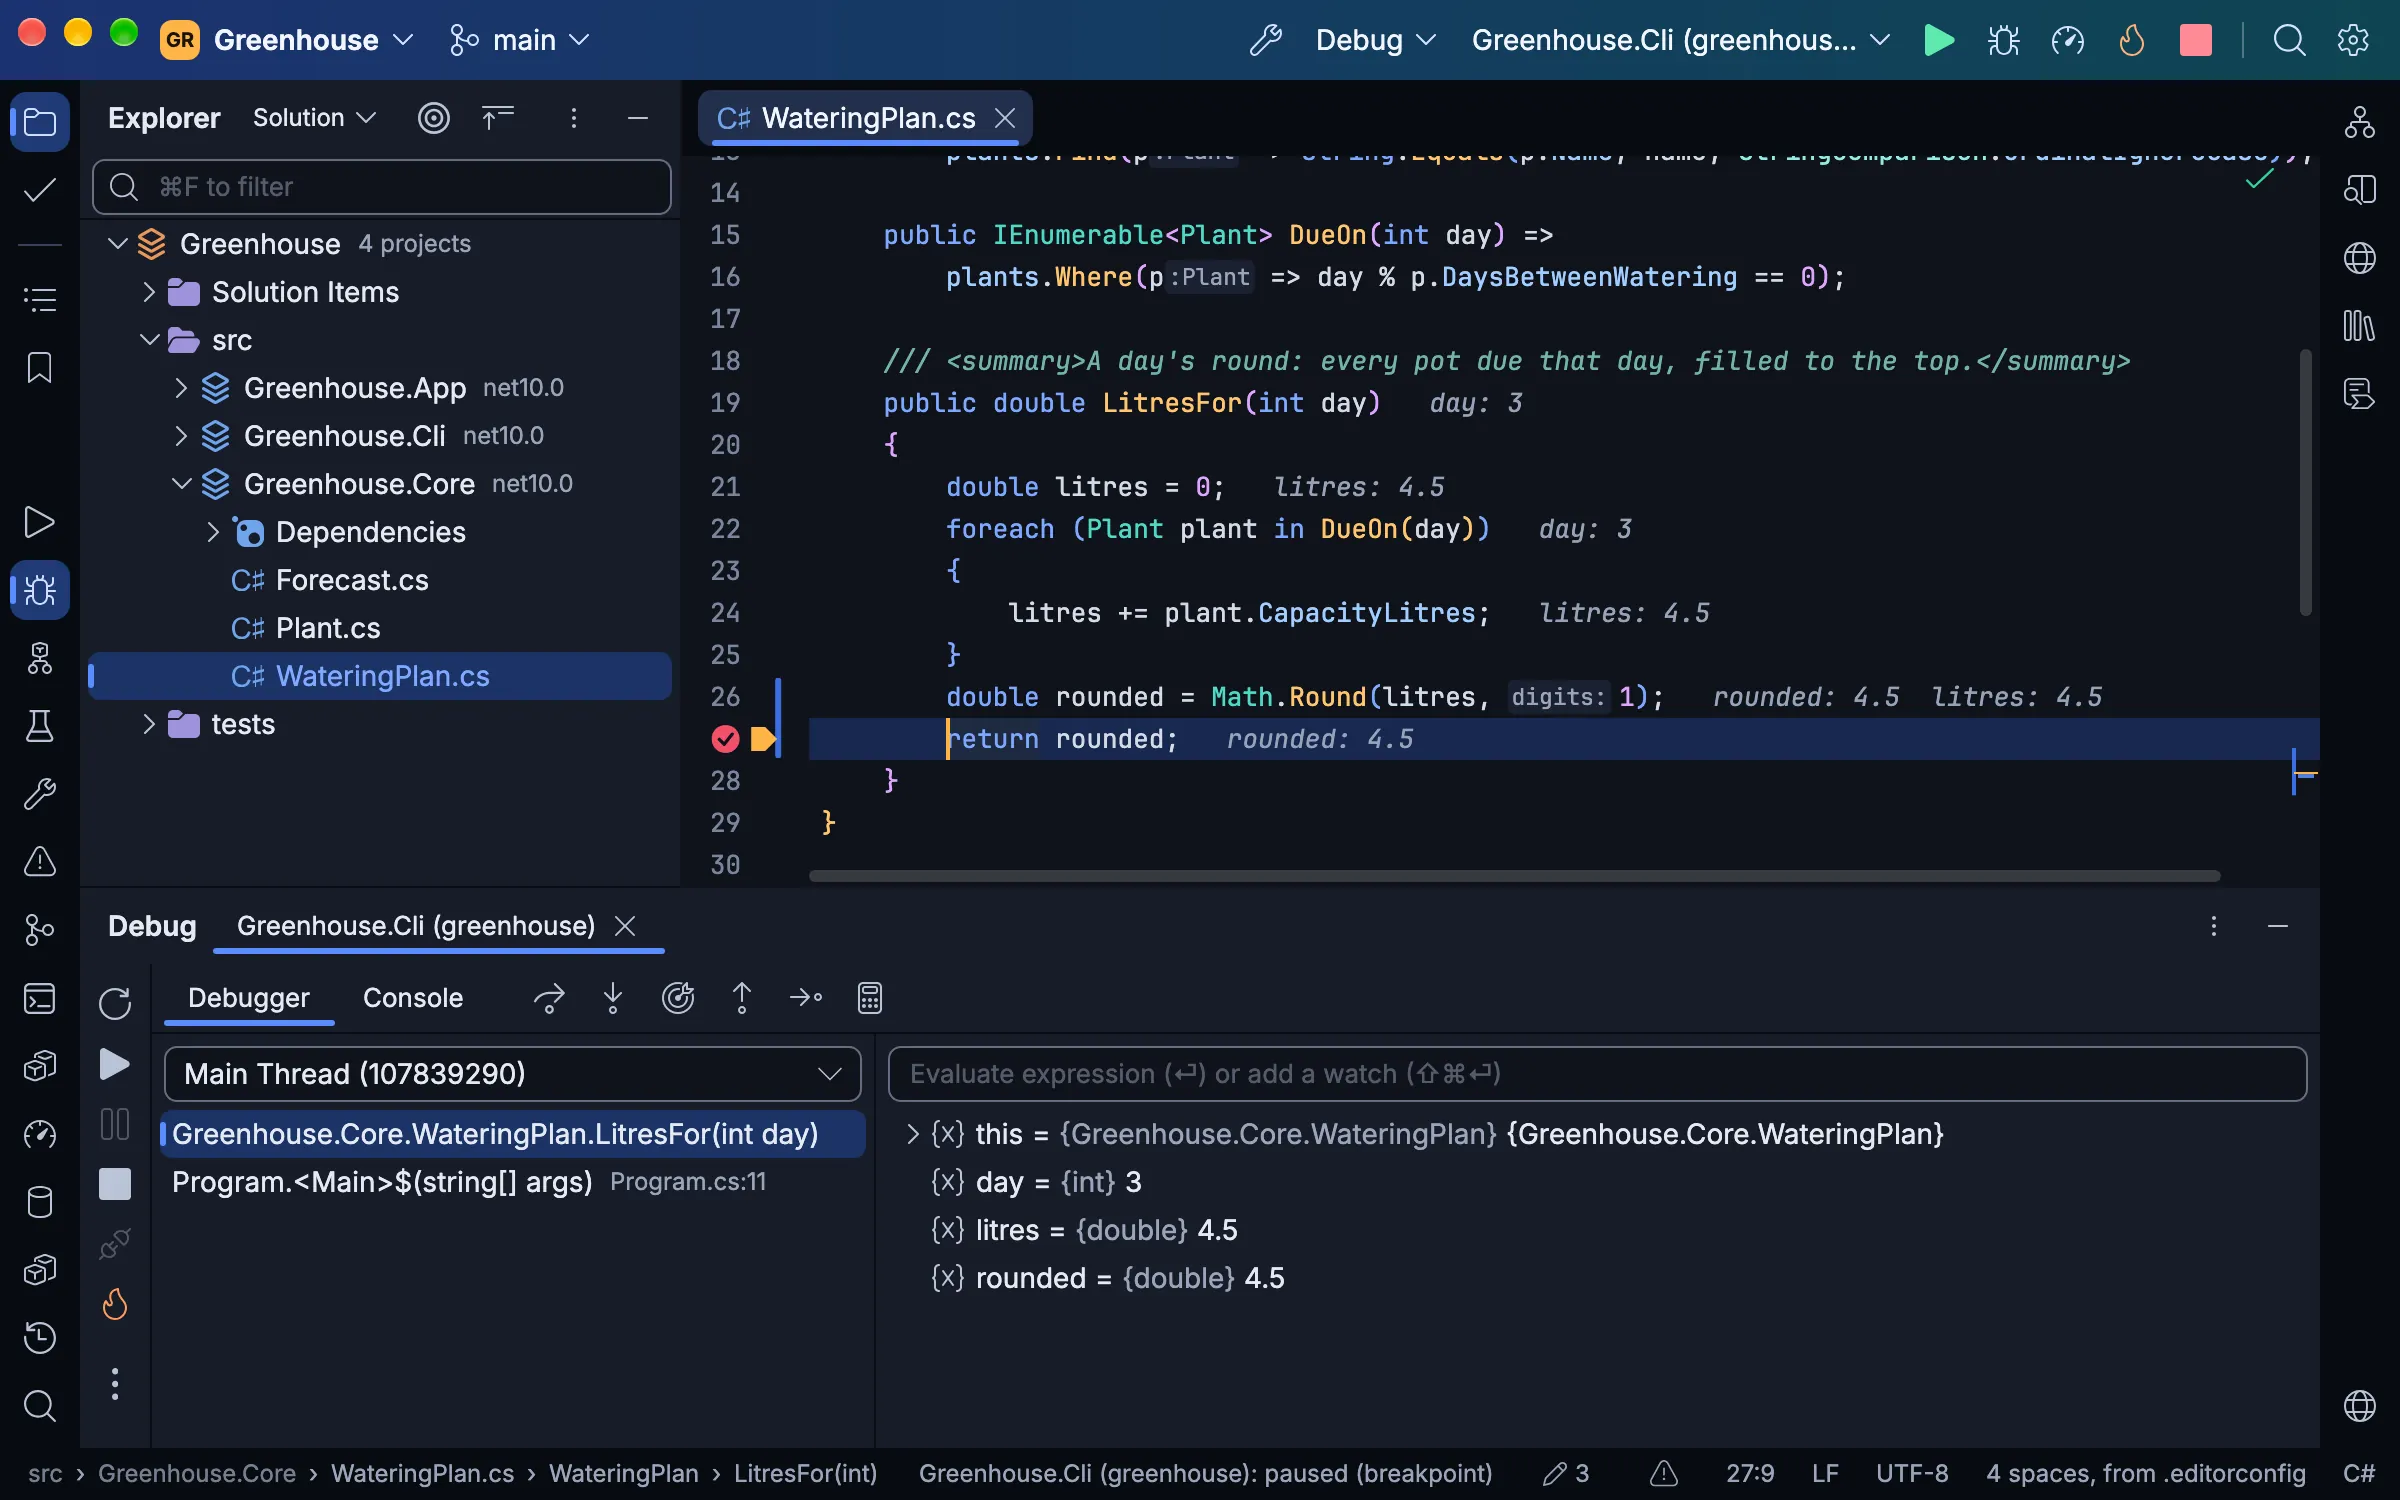 GR Greenhouse main Debug Greenhouse.Cli (greenhous...
Explorer Solution
⌘F to filter
Greenhouse 4 projects
Solution Items
src
Greenhouse.App net10.0
Greenhouse.Cli net10.0
Greenhouse.Core net10.0
Dependencies
C# Forecast.cs
C# Plant.cs
C# WateringPlan.cs
tests
C# WateringPlan.cs
14
15 public IEnumerable<Plant> DueOn(int day) =>
16 plants.Where(p :Plant => day % p.DaysBetweenWatering == 0);
17
18 /// <summary>A day's round: every pot due that day, filled to the top.</summary>
19 public double LitresFor(int day) day: 3
20 {
21 double litres = 0; litres: 4.5
22 foreach (Plant plant in DueOn(day)) day: 3
23 {
24 litres += plant.CapacityLitres; litres: 4.5
25 }
26 double rounded = Math.Round(litres, digits: 1); rounded: 4.5 litres: 4.5
return rounded; rounded: 4.5
28 }
29 }
30
Debug Greenhouse.Cli (greenhouse)
Debugger Console
Main Thread (107839290)
Greenhouse.Core.WateringPlan.LitresFor(int day)
Program.<Main>$(string[] args) Program.cs:11
Evaluate expression (⏎) or add a watch (⇧⌘⏎)
{x} this = {Greenhouse.Core.WateringPlan} {Greenhouse.Core.WateringPlan}
{x} day = {int} 3
{x} litres = {double} 4.5
{x} rounded = {double} 4.5
src › Greenhouse.Core › WateringPlan.cs › WateringPlan › LitresFor(int) Greenhouse.Cli (greenhouse): paused (breakpoint) 3 27:9 LF UTF-8 4 spaces, from .editorconfig C#